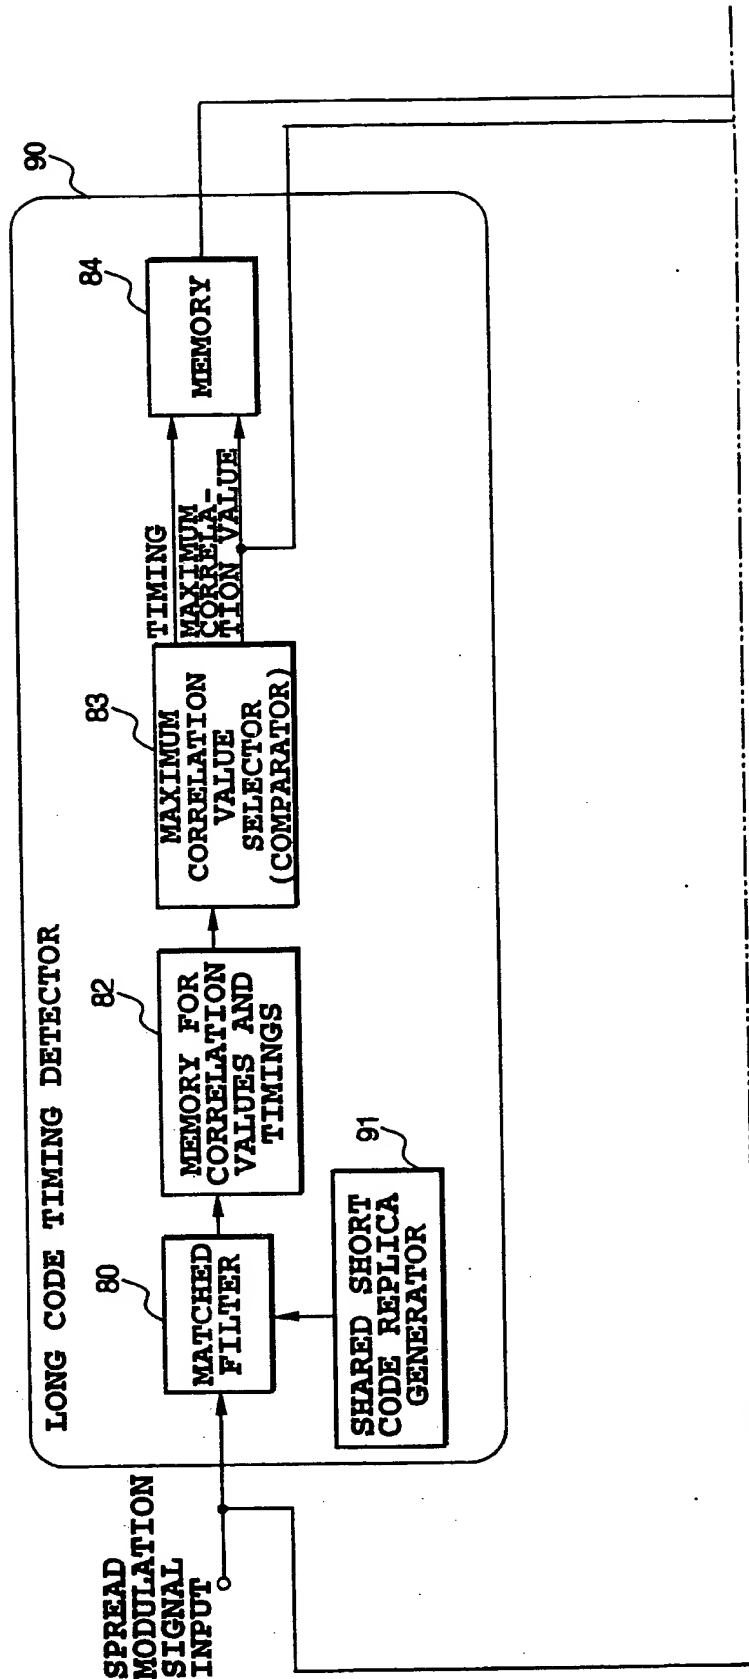 LONG CODE TIMING DETECTOR
90
SPREAD
MODULATION
SIGNAL
INPUT
80
MATCHED
FILTER
91
SHARED SHORT
CODE REPLICA
GENERATOR
82
MEMORY FOR
CORRELATION
VALUES AND
TIMINGS
83
MAXIMUM
CORRELATION
VALUE
SELECTOR
(COMPARATOR)
TIMING
MAXIMUM
CORRELA-
TION VALUE
84
MEMORY